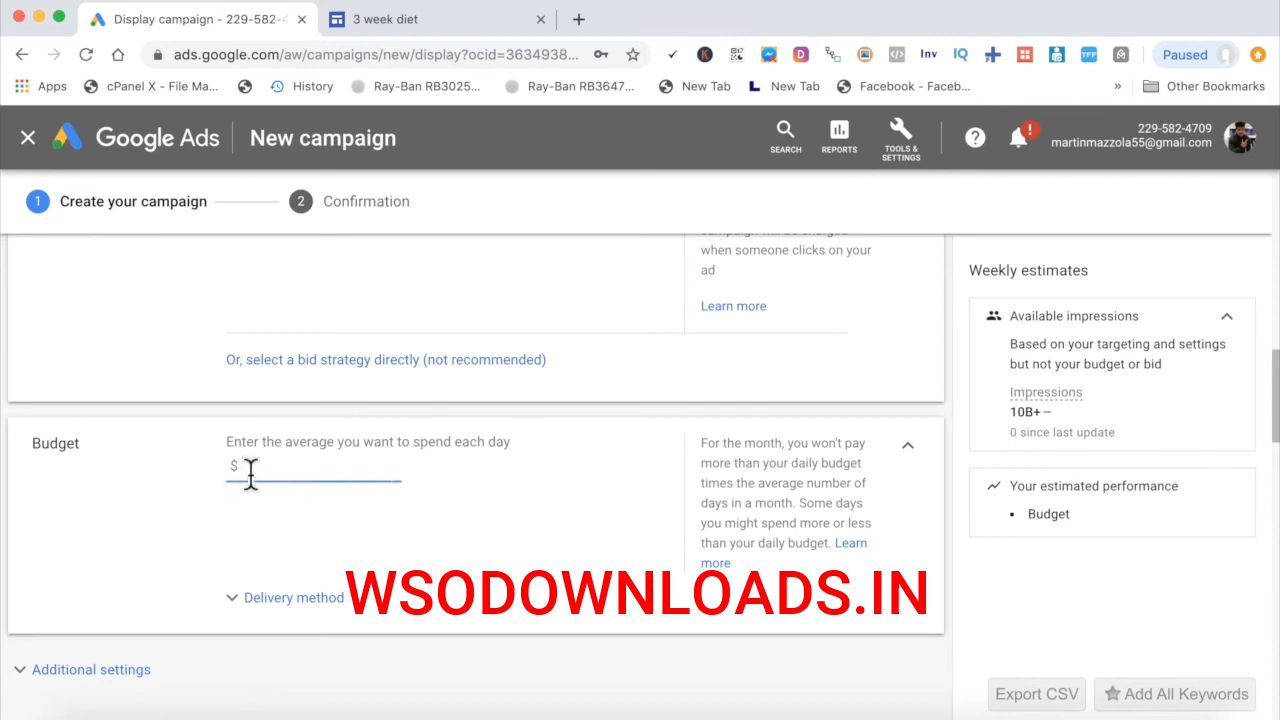 Display campaign - 229-582-4
3 week diet
ads.google.com/aw/campaigns/new/display?ocid=3634938...
Inv
IQ
TFF
Paused
Apps
cPanel X - File Ma...
History
Ray-Ban RB3025...
Ray-Ban RB3647...
New Tab
New Tab
Facebook - Faceb...
»
Other Bookmarks
Google Ads
New campaign
SEARCH
REPORTS
TOOLS &
SETTINGS
229-582-4709
martinmazzola55@gmail.com
1 Create your campaign
2 Confirmation
when someone clicks on your
ad
Learn more
Or, select a bid strategy directly (not recommended)
Budget
Enter the average you want to spend each day
$
For the month, you won't pay
more than your daily budget
times the average number of
days in a month. Some days
you might spend more or less
than your daily budget. Learn
more
Delivery method
WSODOWNLOADS.IN
Additional settings
Weekly estimates
Available impressions
Based on your targeting and settings
but not your budget or bid
Impressions
10B+ –
0 since last update
Your estimated performance
• Budget
Export CSV
Add All Keywords